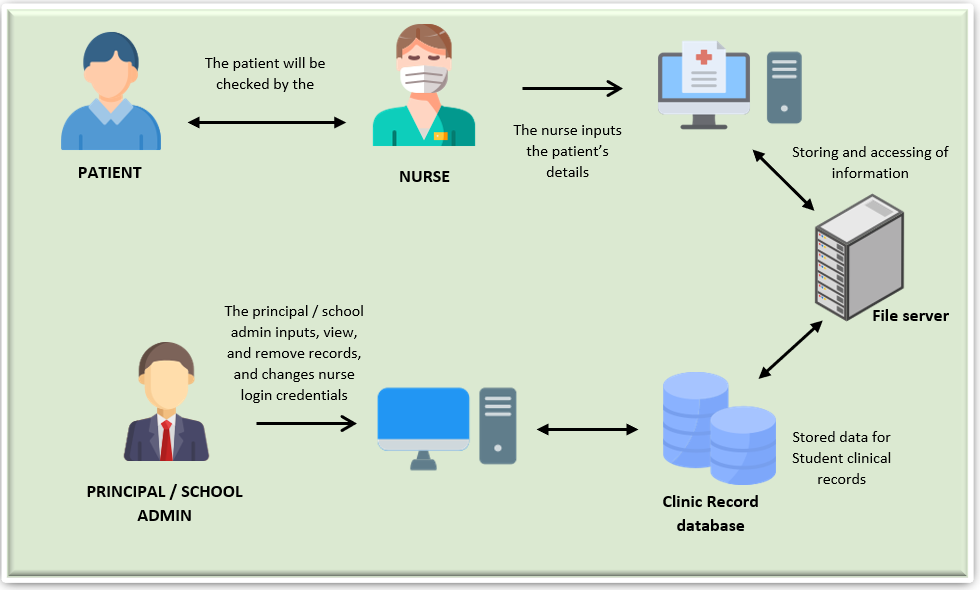 The patient will be
checked by the
PATIENT
NURSE
The nurse inputs
the patient's
details
Storing and accessing of
information
File server
The principal / school
admin inputs, view,
and remove records,
and changes nurse
login credentials
PRINCIPAL / SCHOOL
ADMIN
Clinic Record
database
Stored data for
Student clinical
records